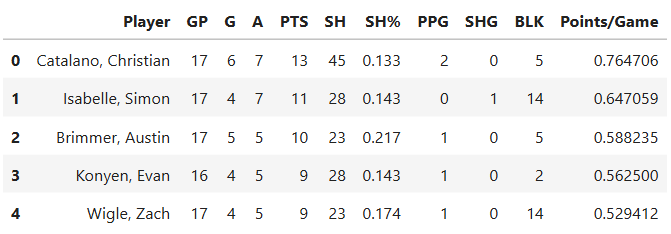 Player GP G A PTS SH SH% PPG SHG BLK Points/Game
0 Catalano, Christian 17 6 7 13 45 0.133 2 0 5 0.764706
1 Isabelle, Simon 17 4 7 11 28 0.143 0 1 14 0.647059
2 Brimmer, Austin 17 5 5 10 23 0.217 1 0 5 0.588235
3 Konyen, Evan 16 4 5 9 28 0.143 1 0 2 0.562500
4 Wigle, Zach 17 4 5 9 23 0.174 1 0 14 0.529412